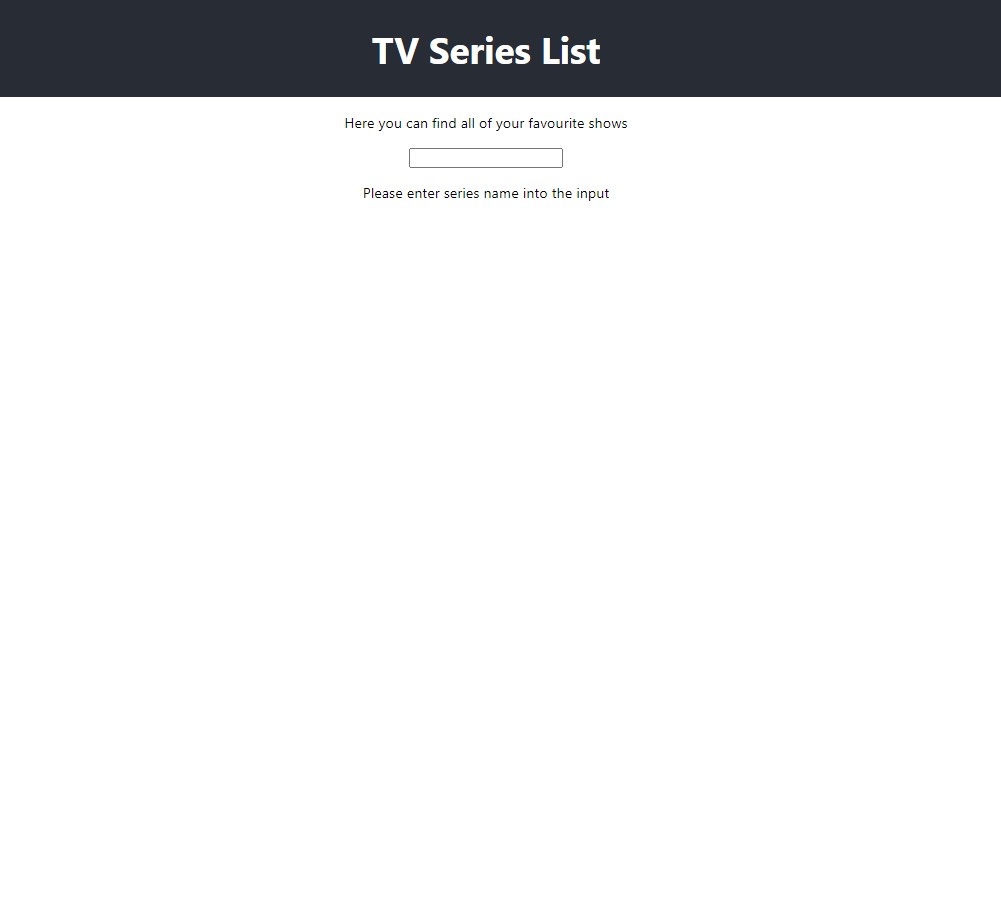 TV Series List
Here you can find all of your favourite shows
Please enter series name into the input